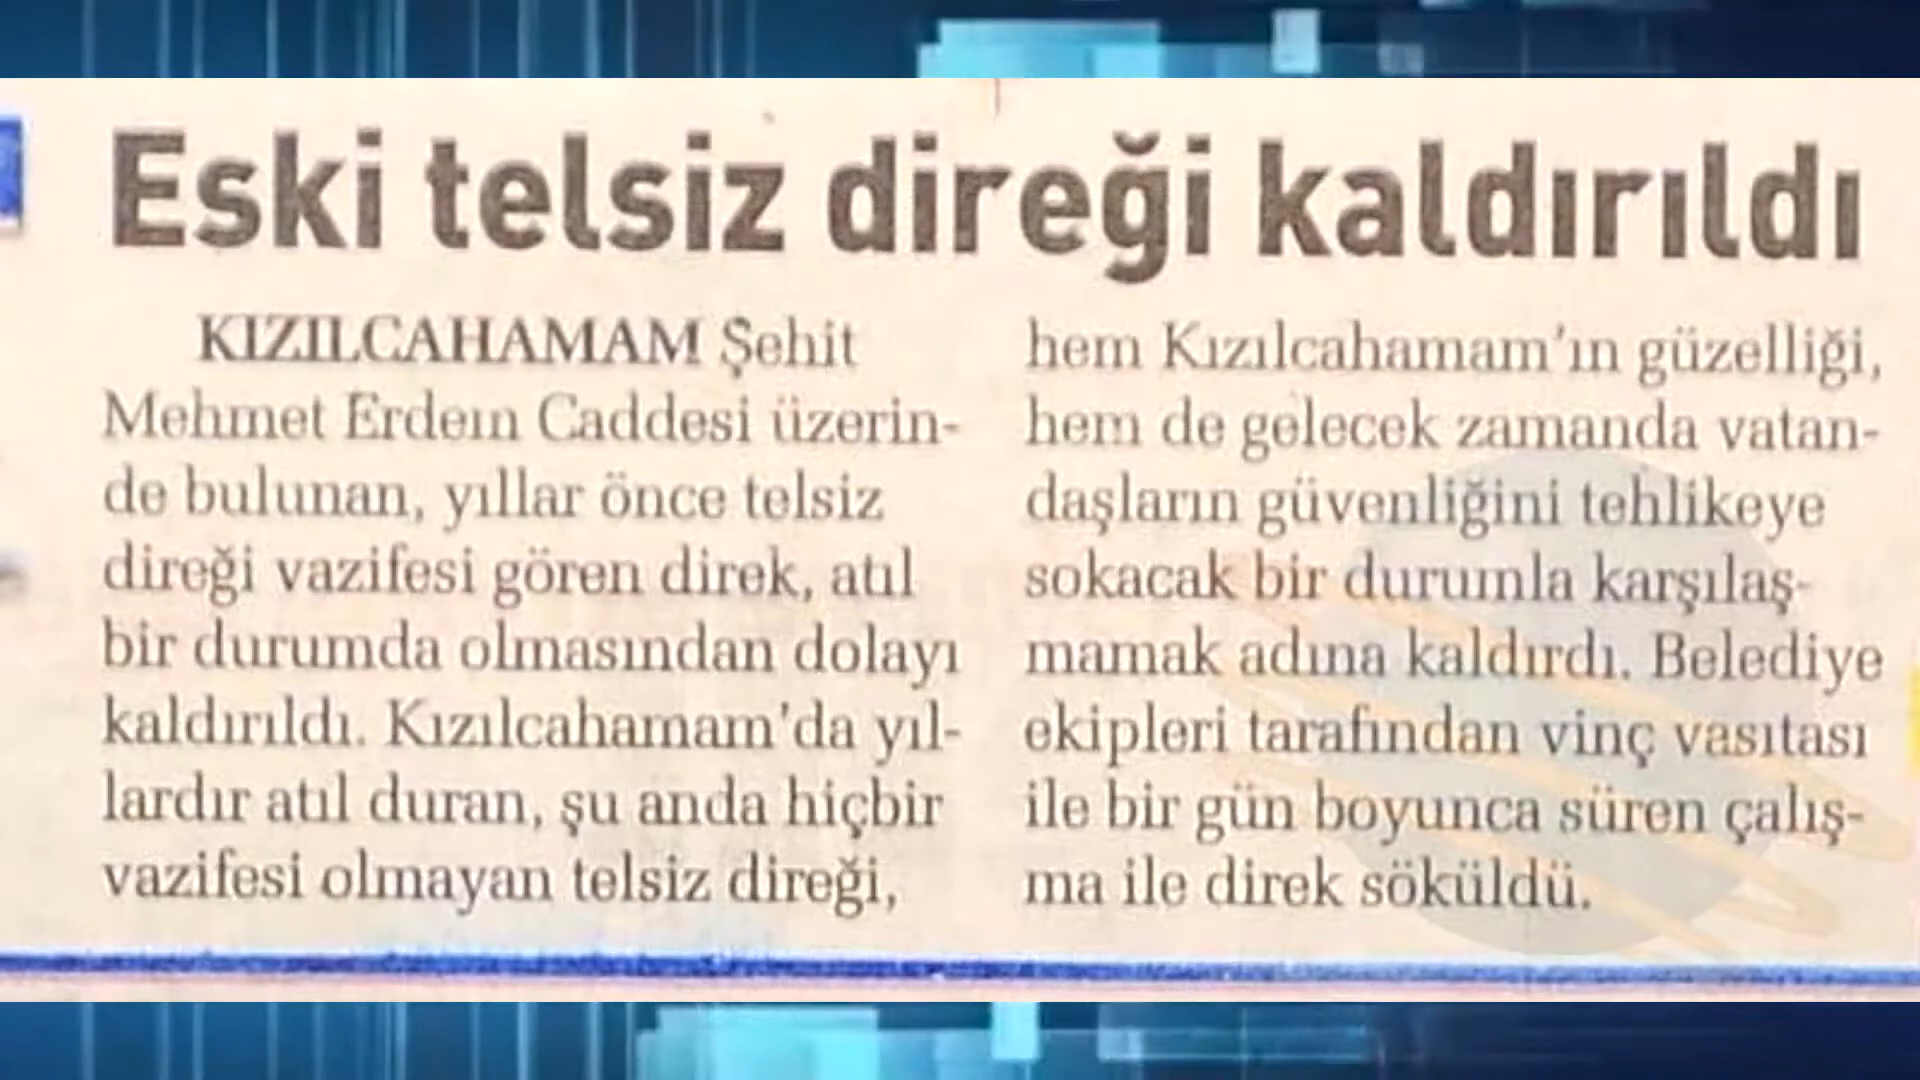 Eski telsiz direği kaldırıldı
KIZILCAHAMAM Şehit
Mehmet Erdem Caddesi üzerin-
de bulunan, yıllar önce telsiz
direği vazifesi gören direk, atıl
bir durumda olmasından dolayı
kaldırıldı. Kızılcahamam'da yıl-
lardır atıl duran, şu anda hiçbir
vazifesi olmayan telsiz direği,
hem Kızılcahamam'ın güzelliği,
hem de gelecek zamanda vatan-
daşların güvenliğini tehlikeye
sokacak bir durumla karşılaş-
mamak adına kaldırdı. Belediye
ekipleri tarafından vinç vasıtası
ile bir gün boyunca süren çalış-
ma ile direk söküldü.